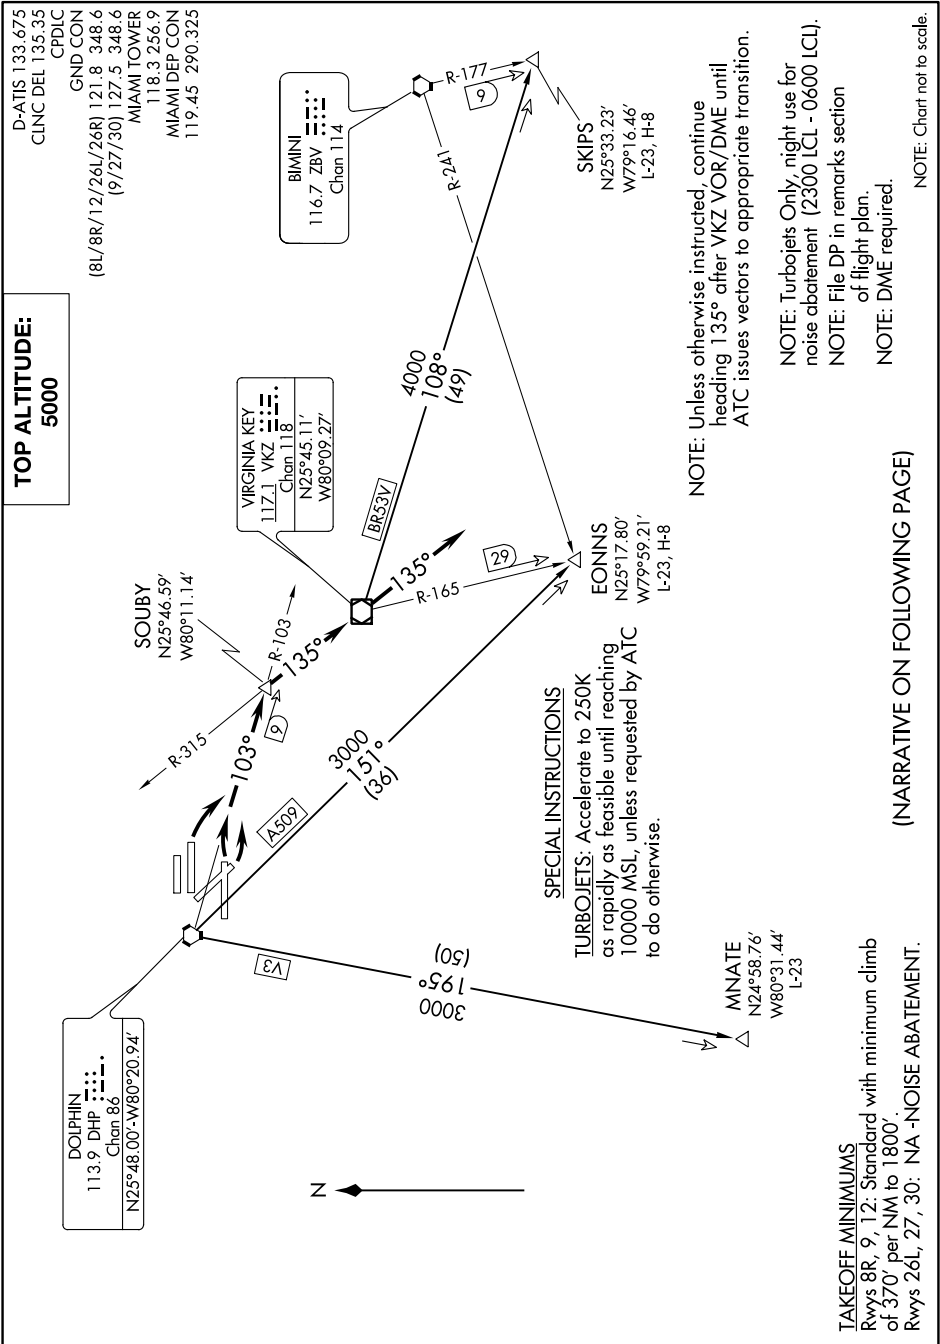 TOP ALTITUDE:
5000
D-ATIS 133.675
CLNC DEL 135.35
CPDLC
GND CON
(8L/8R/12/26L/26R) 121.8 348.6
(9/27/30) 127.5 348.6
MIAMI TOWER
118.3 256.9
MIAMI DEP CON
119.45 290.325
DOLPHIN
113.9 DHP
Chan 86
N25°48.00'-W80°20.94'
SOUBY
N25°46.59'
W80°11.14'
VIRGINIA KEY
117.1 VKZ
Chan 118
N25°45.11'
W80°09.27'
BIMINI
116.7 ZBV
Chan 114
R-315
103°
9
R-103
135°
135°
R-165
29
BR53V
4000
108°
(49)
R-241
R-177
9
SKIPS
N25°33.23'
W79°16.46'
L-23, H-8
A509
3000
151°
(36)
EONNS
N25°17.80'
W79°59.21'
L-23, H-8
V3
3000
195°
(50)
MNATE
N24°58.76'
W80°31.44'
L-23
N
SPECIAL INSTRUCTIONS
TURBOJETS: Accelerate to 250K
as rapidly as feasible until reaching
10000 MSL, unless requested by ATC
to do otherwise.
NOTE: Unless otherwise instructed, continue
heading 135° after VKZ VOR/DME until
ATC issues vectors to appropriate transition.
NOTE: Turbojets Only, night use for
noise abatement (2300 LCL - 0600 LCL).
NOTE: File DP in remarks section
of flight plan.
NOTE: DME required.
NOTE: Chart not to scale.
TAKEOFF MINIMUMS
Rwys 8R, 9, 12: Standard with minimum climb
of 370' per NM to 1800'.
Rwys 26L, 27, 30: NA -NOISE ABATEMENT.
(NARRATIVE ON FOLLOWING PAGE)